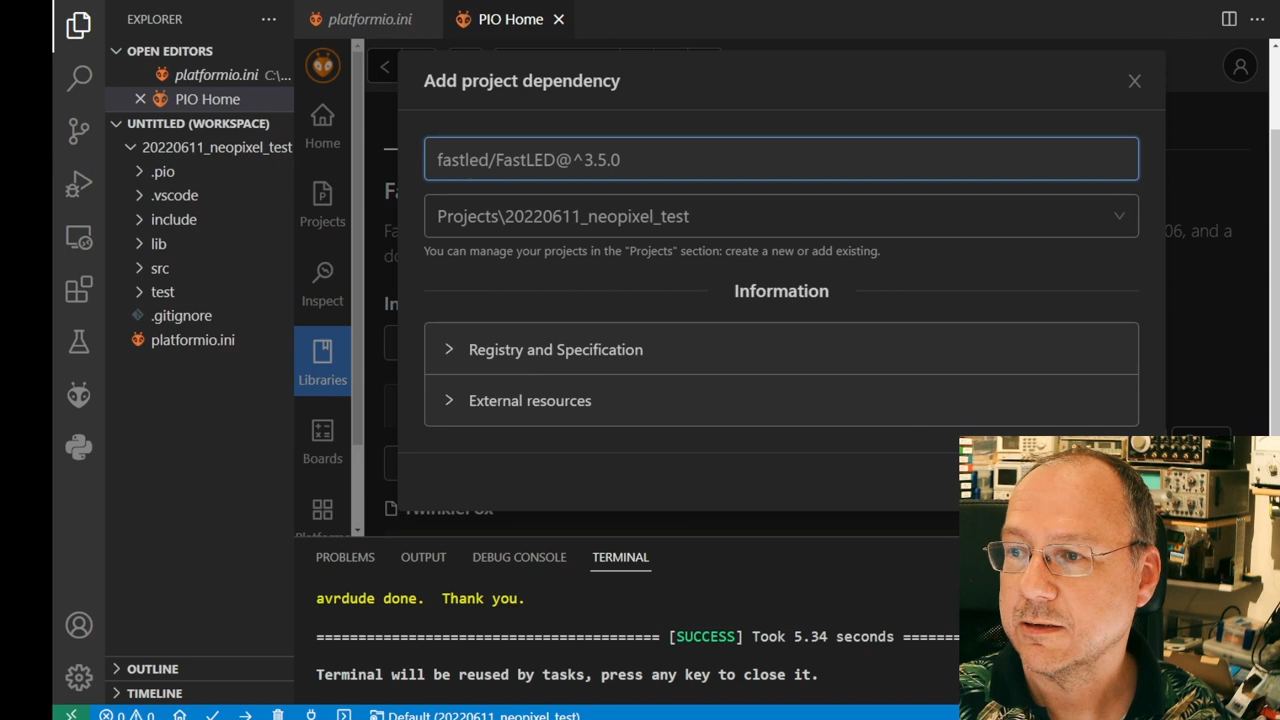 EXPLORER
platformio.ini
PIO Home
OPEN EDITORS
platformio.ini C:\...
PIO Home
UNTITLED (WORKSPACE)
20220611_neopixel_test
.pio
.vscode
include
lib
src
test
.gitignore
platformio.ini
OUTLINE
TIMELINE
Home
Projects
Inspect
Libraries
Boards
Add project dependency
fastled/FastLED@^3.5.0
Projects\20220611_neopixel_test
06, and a
You can manage your projects in the "Projects" section: create a new or add existing.
Information
Registry and Specification
External resources
PROBLEMS OUTPUT DEBUG CONSOLE TERMINAL
avrdude done. Thank you.
======================================== [SUCCESS] Took 5.34 seconds =======
Terminal will be reused by tasks, press any key to close it.
0 0 Default (20220611_neopixel_test)